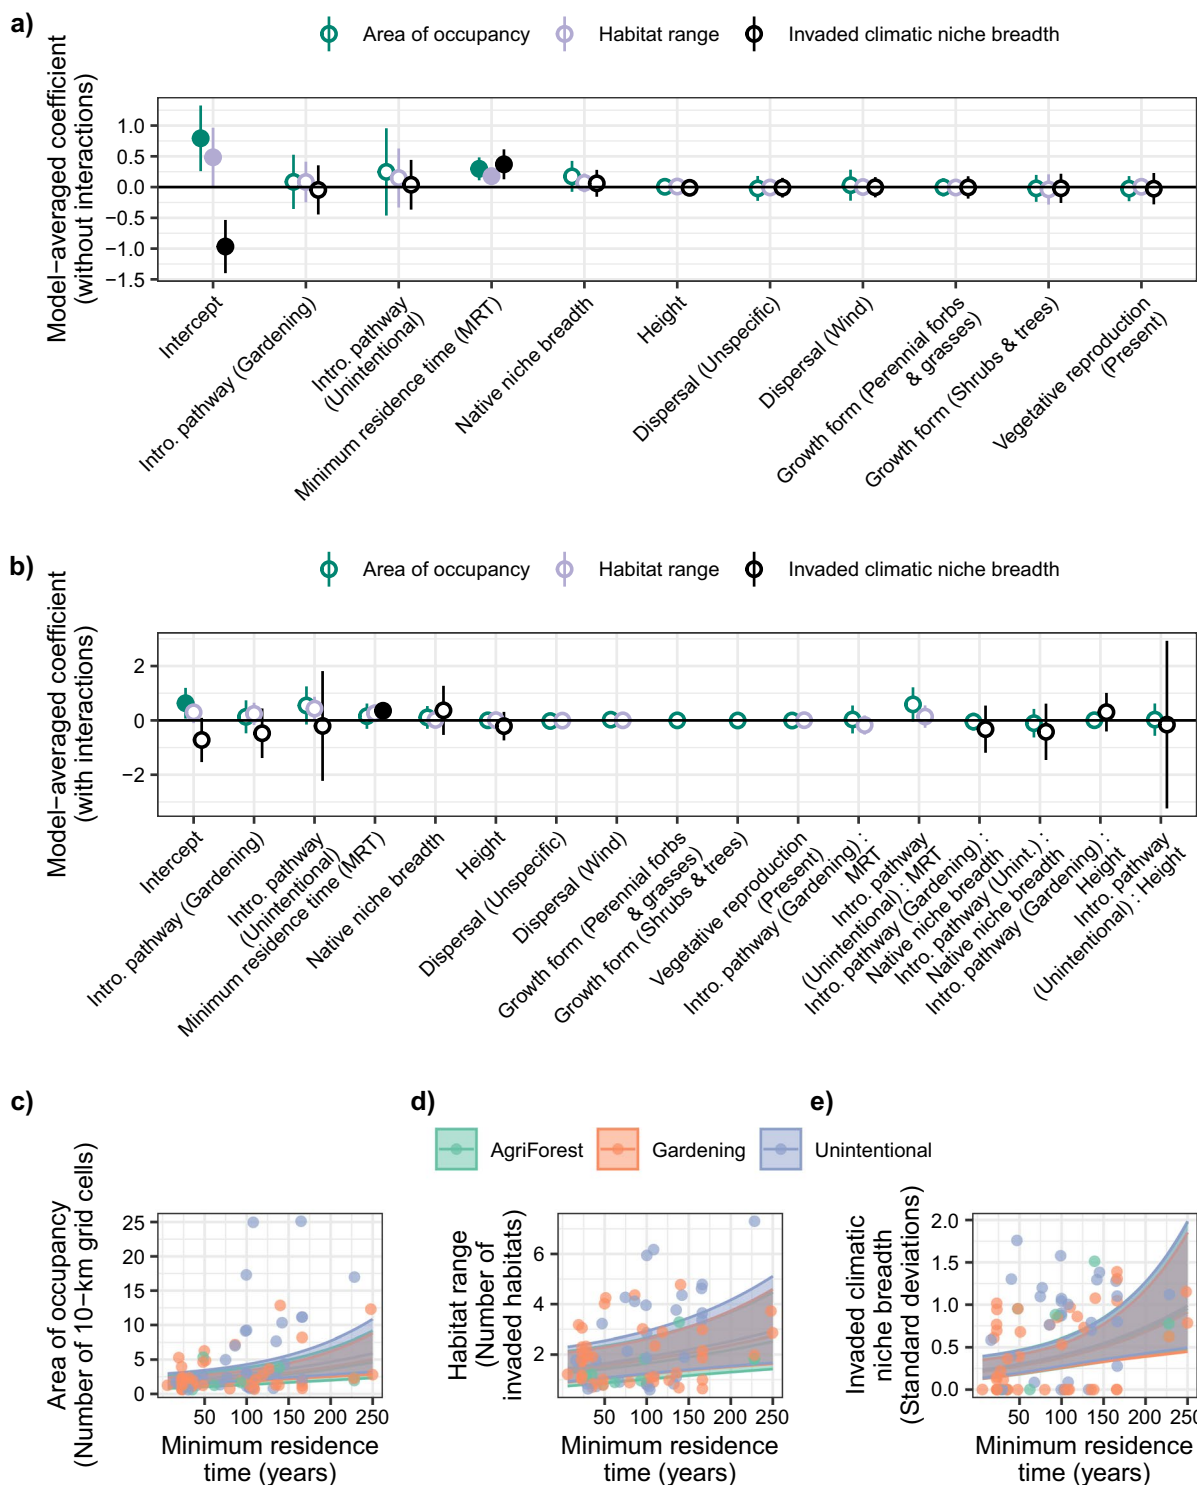 a)
Area of occupancy
Habitat range
Invaded climatic niche breadth
Model-averaged coefficient
(without interactions)
1.0
0.5
0.0
−0.5
−1.0
−1.5
Intercept
Intro. pathway (Gardening)
Intro. pathway
(Unintentional)
Minimum residence time (MRT)
Native niche breadth
Height
Dispersal (Unspecific)
Dispersal (Wind)
Growth form (Perennial forbs
& grasses)
Growth form (Shrubs & trees)
Vegetative reproduction
(Present)
b)
Area of occupancy
Habitat range
Invaded climatic niche breadth
Model-averaged coefficient
(with interactions)
2
0
−2
Intercept
Intro. pathway (Gardening)
Intro. pathway
(Unintentional)
Minimum residence time (MRT)
Native niche breadth
Height
Dispersal (Unspecific)
Dispersal (Wind)
Growth form (Perennial forbs
& grasses)
Growth form (Shrubs & trees)
Vegetative reproduction
(Present)
Intro. pathway (Gardening) :
MRT
Intro. pathway
(Unintentional) : MRT
Intro. pathway (Gardening) :
Native niche breadth
Intro. pathway (Unint.) :
Native niche breadth
Intro. pathway (Gardening) :
Height
Intro. pathway
(Unintentional) : Height
c)
d)
e)
AgriForest
Gardening
Unintentional
Area of occupancy
(Number of 10−km grid cells)
25
20
15
10
5
0
50 100 150 200 250
Minimum residence
time (years)
Habitat range
(Number of
invaded habitats)
6
4
2
50 100 150 200 250
Minimum residence
time (years)
Invaded climatic
niche breadth
(Standard deviations)
2.0
1.5
1.0
0.5
0.0
50 100 150 200 250
Minimum residence
time (years)